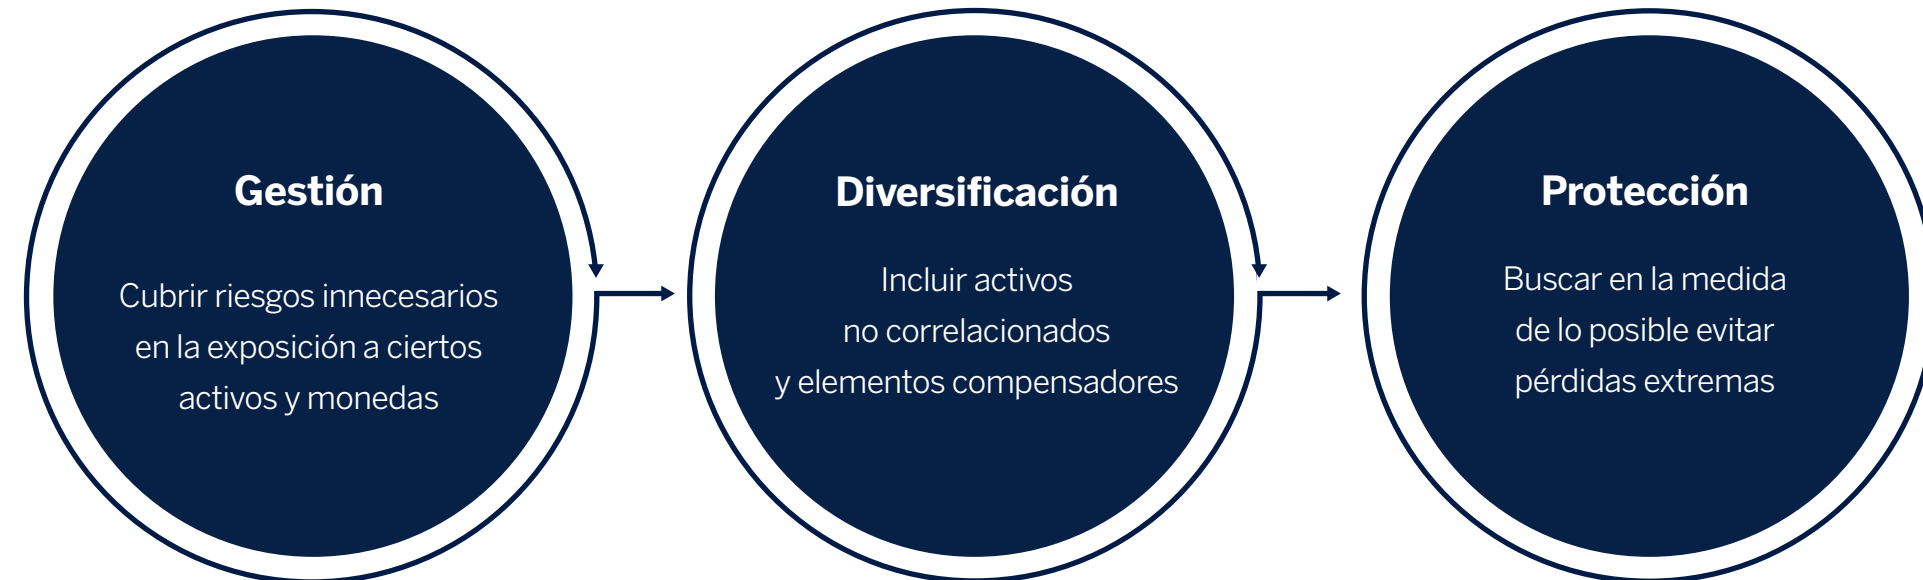 Gestión
Cubrir riesgos innecesarios
en la exposición a ciertos
activos y monedas
Diversificación
Incluir activos
no correlacionados
y elementos compensadores
Protección
Buscar en la medida
de lo posible evitar
pérdidas extremas